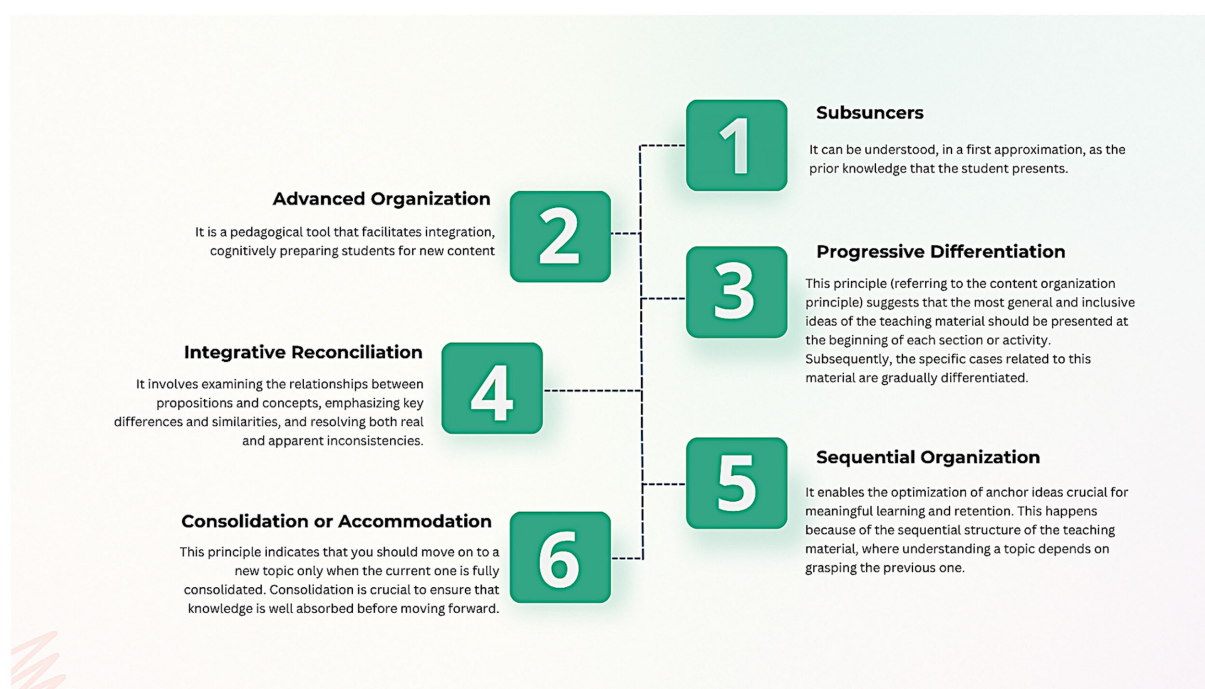 1
Subsuncers
It can be understood, in a first approximation, as the
prior knowledge that the student presents.
2
Advanced Organization
It is a pedagogical tool that facilitates integration,
cognitively preparing students for new content
3
Progressive Differentiation
This principle (referring to the content organization
principle) suggests that the most general and inclusive
ideas of the teaching material should be presented at
the beginning of each section or activity.
Subsequently, the specific cases related to this
material are gradually differentiated.
4
Integrative Reconciliation
It involves examining the relationships between
propositions and concepts, emphasizing key
differences and similarities, and resolving both real
and apparent inconsistencies.
5
Sequential Organization
It enables the optimization of anchor ideas crucial for
meaningful learning and retention. This happens
because of the sequential structure of the teaching
material, where understanding a topic depends on
grasping the previous one.
6
Consolidation or Accommodation
This principle indicates that you should move on to a
new topic only when the current one is fully
consolidated. Consolidation is crucial to ensure that
knowledge is well absorbed before moving forward.